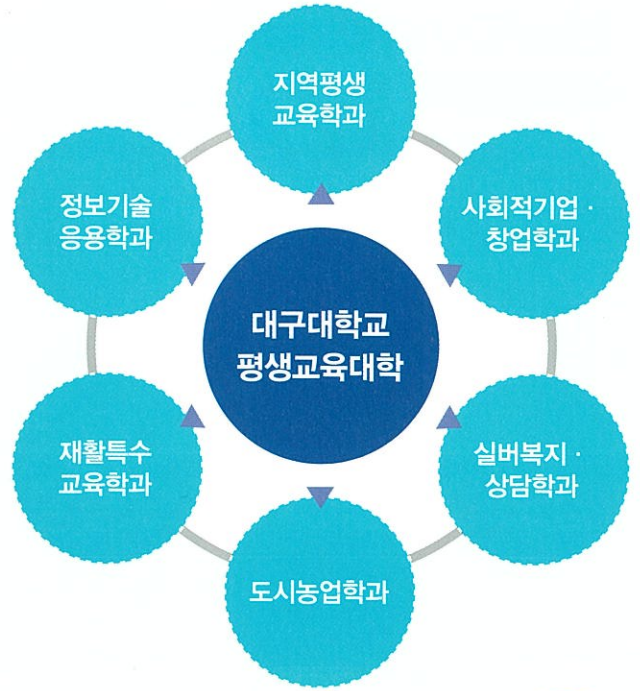 지역평생
교육학과
사회적기업 ·
창업학과
실버복지 ·
상담학과
도시농업학과
재활특수
교육학과
정보기술
응용학과
대구대학교
평생교육대학